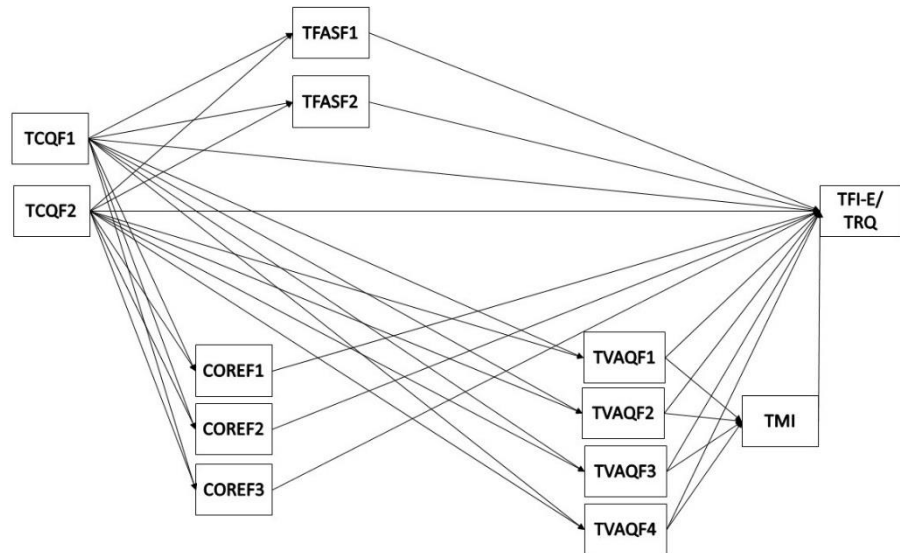 TFASF1
TFASF2
TCQF1
TCQF2
TFI-E/
TRQ
COREF1
COREF2
COREF3
TVAQF1
TVAQF2
TVAQF3
TVAQF4
TMI